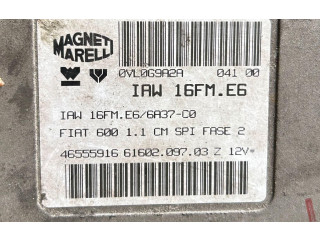 MAGNETI
MARELLI
0VL0G9A2A 041 00
IAW 16FM.E6
IAW 16FM.E6/6A37-C0
FIAT 600 1.1 CM SPI FASE 2
46555916 61602.097.03 Z 12V=